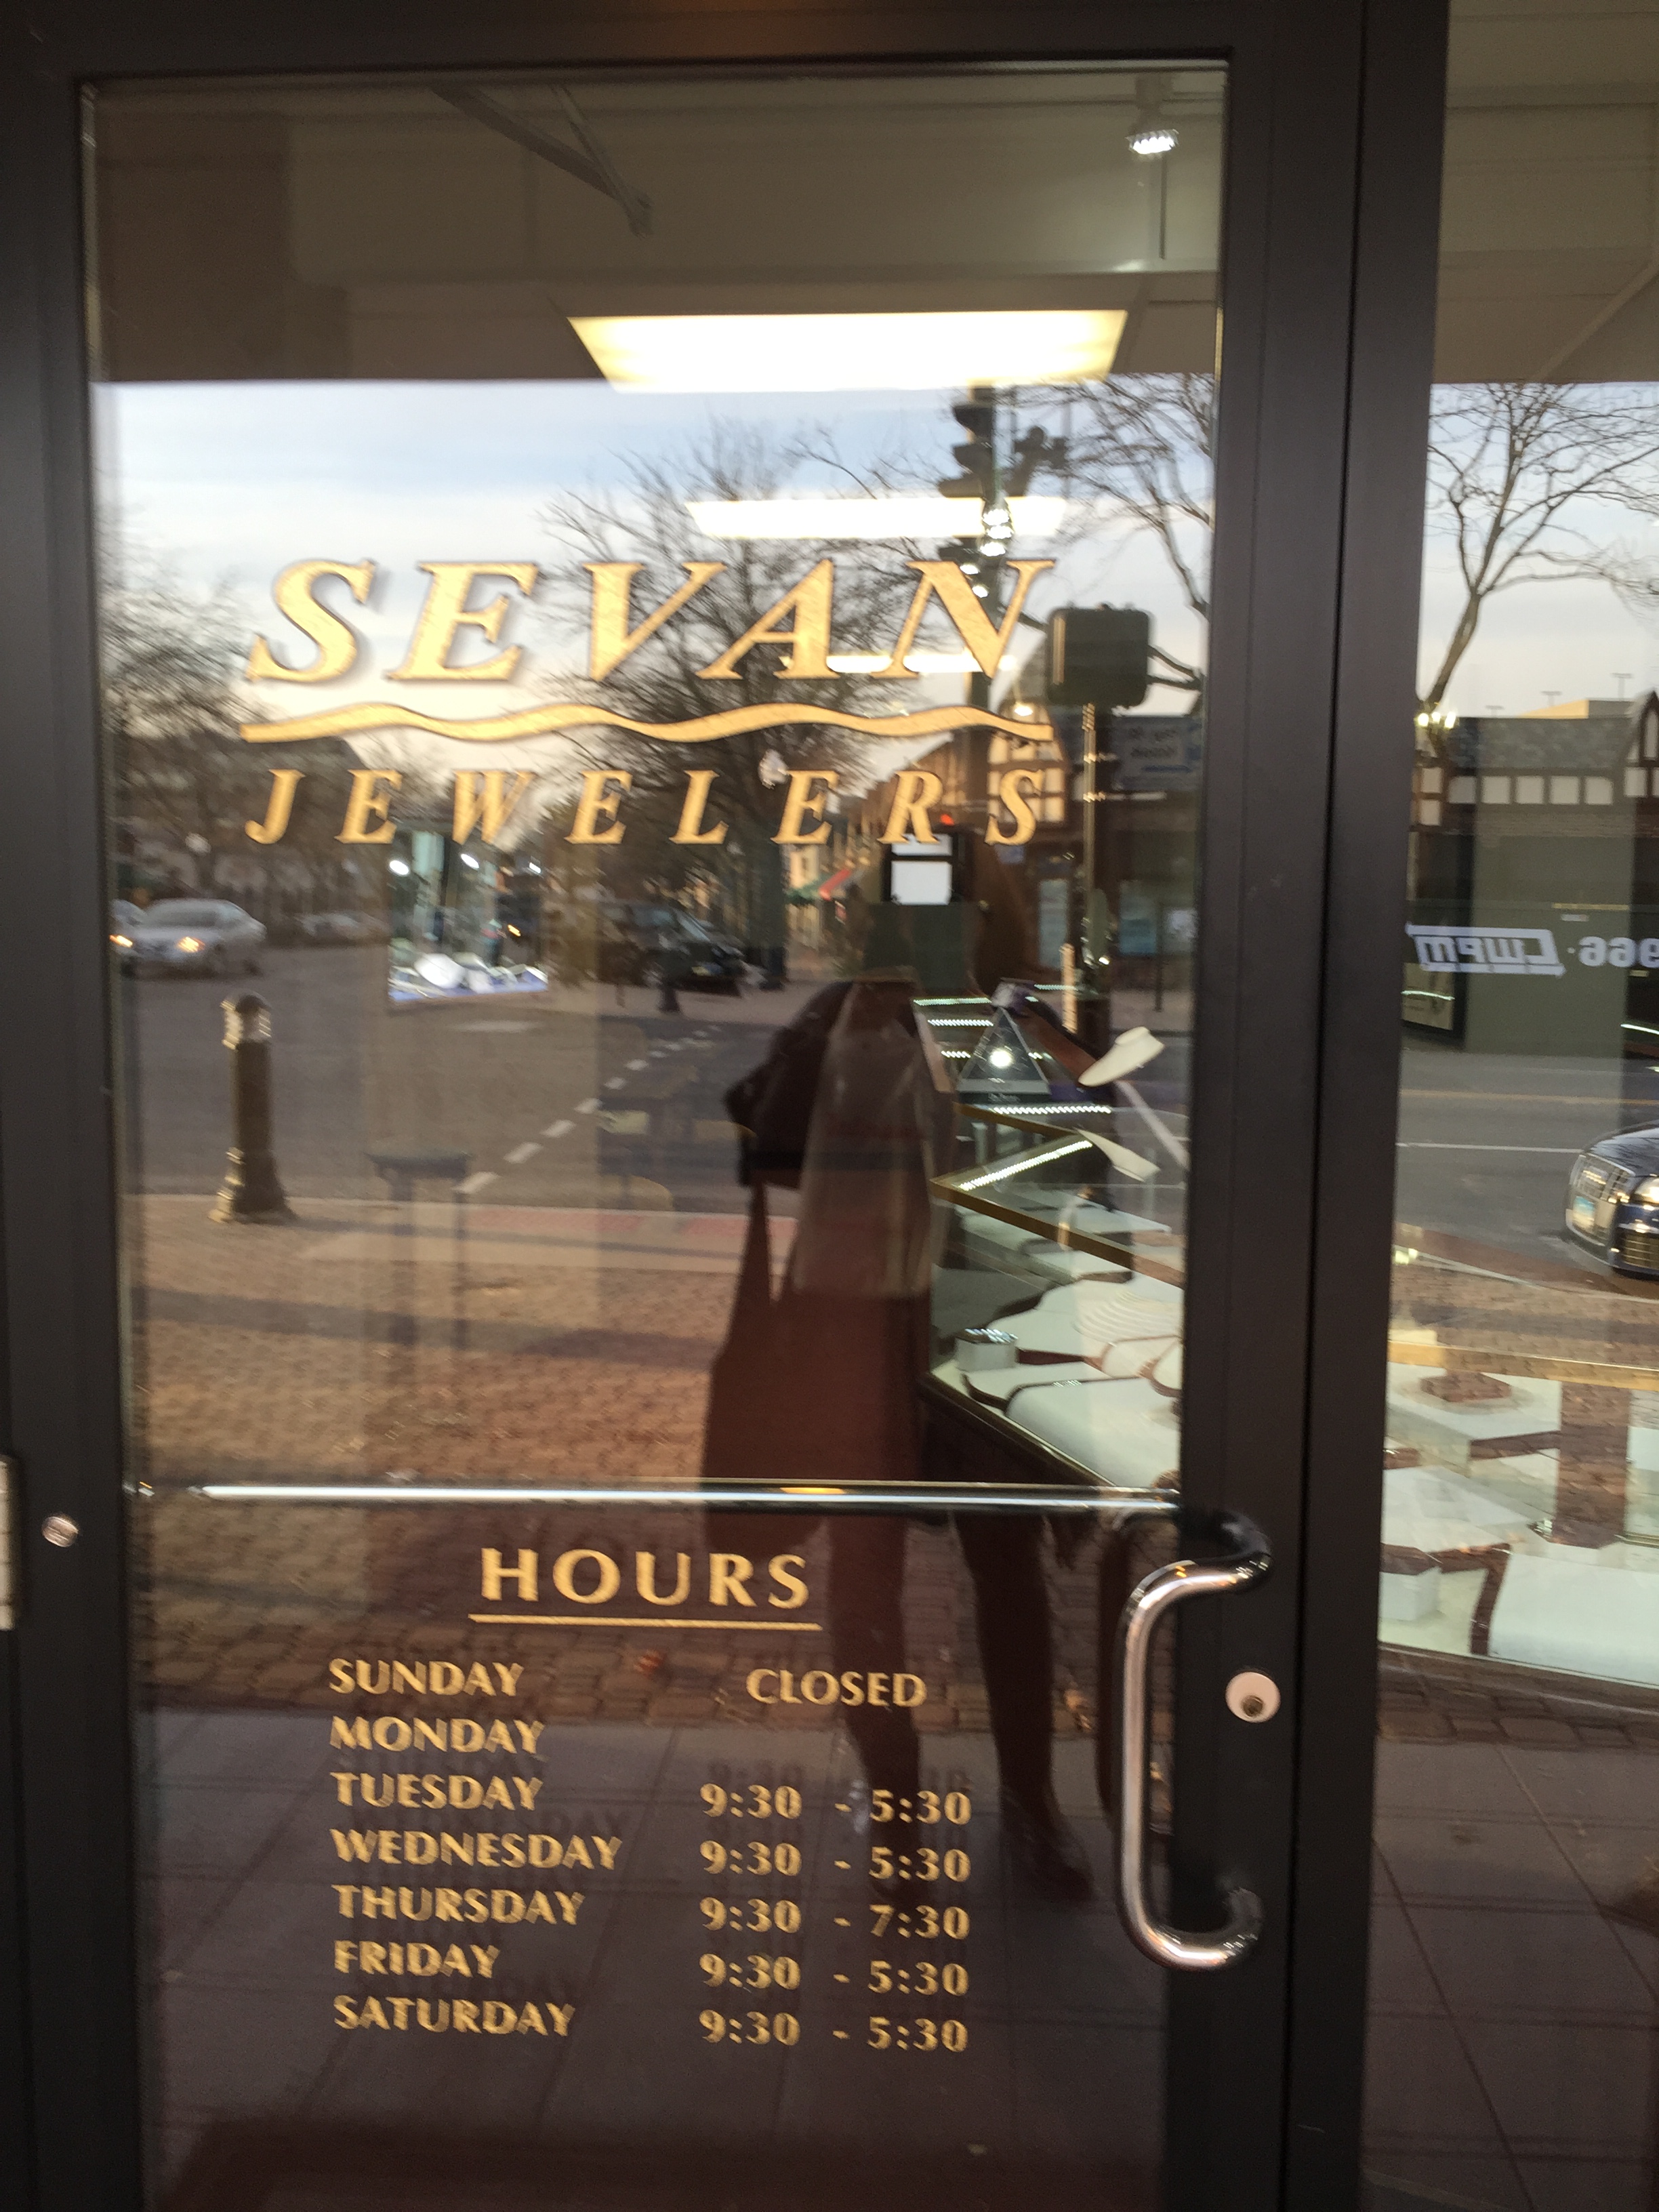 SEVAN
JEWELERS
HOURS
SUNDAY CLOSED
MONDAY
TUESDAY 9:30 - 5:30
WEDNESDAY 9:30 - 5:30
THURSDAY 9:30 - 7:30
FRIDAY 9:30 - 5:30
SATURDAY 9:30 - 5:30